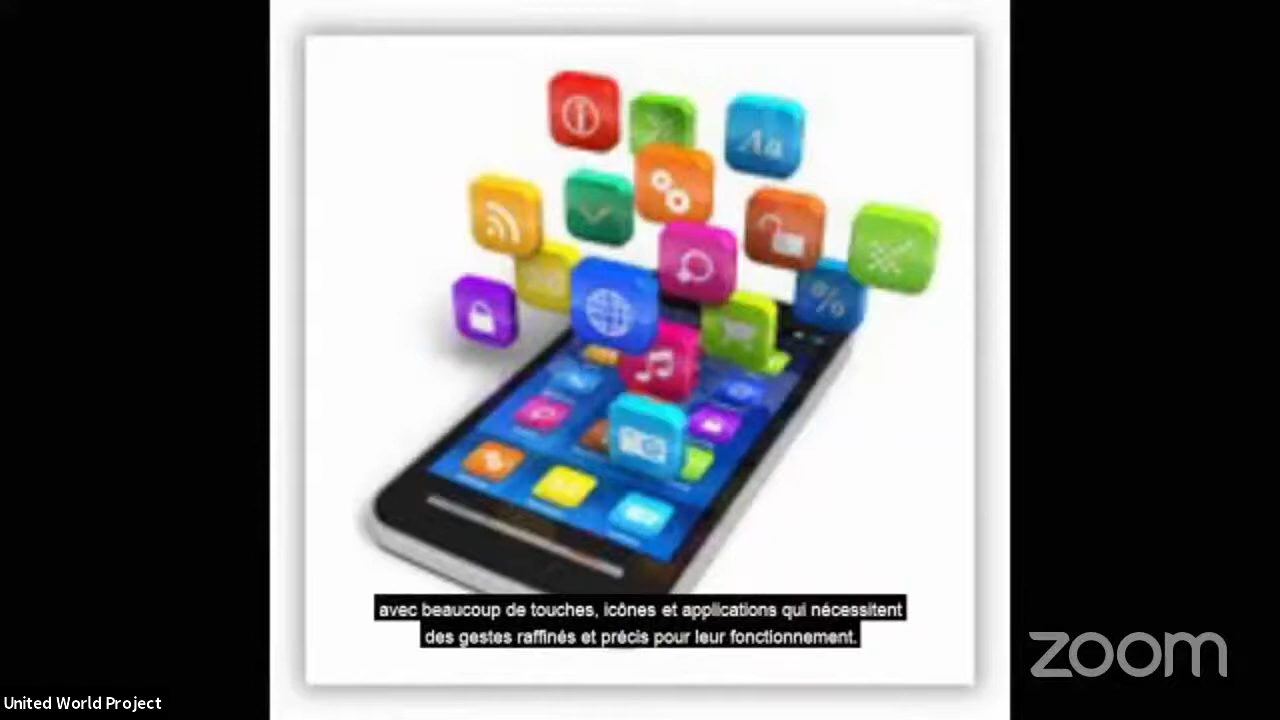 Aa
%
avec beaucoup de touches, icônes et applications qui nécessitent
des gestes raffinés et précis pour leur fonctionnement.
zoom
United World Project